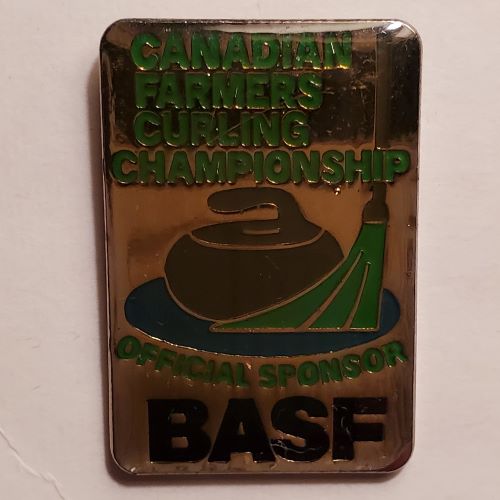 CANADIAN
FARMERS
CURLING
CHAMPIONSHIP
OFFICIAL SPONSOR
BASF